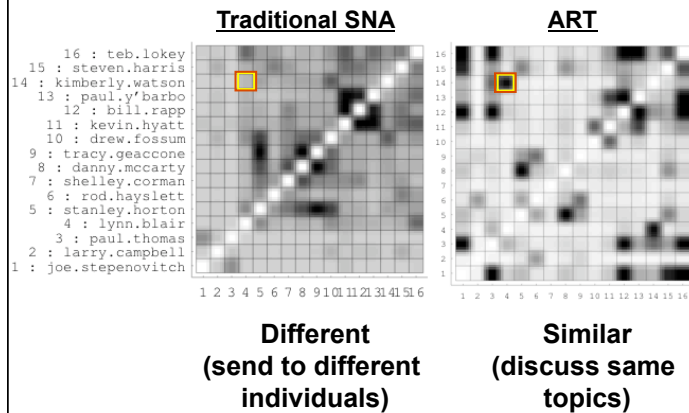 Traditional SNA
ART
16 : teb.lokey
15 : steven.harris
14 : kimberly.watson
13 : paul.y'barbo
12 : bill.rapp
11 : kevin.hyatt
10 : drew.fossum
9 : tracy.geaccone
8 : danny.mccarty
7 : shelley.corman
6 : rod.hayslett
5 : stanley.horton
4 : lynn.blair
3 : paul.thomas
2 : larry.campbell
1 : joe.stepenovitch
1 2 3 4 5 6 7 8 9 10 11 12 13 14 15 16
16
15
14
13
12
11
10
9
8
7
6
5
4
3
2
1
1 2 3 4 5 6 7 8 9 10 11 12 13 14 15 16
Different
(send to different
individuals)
Similar
(discuss same
topics)